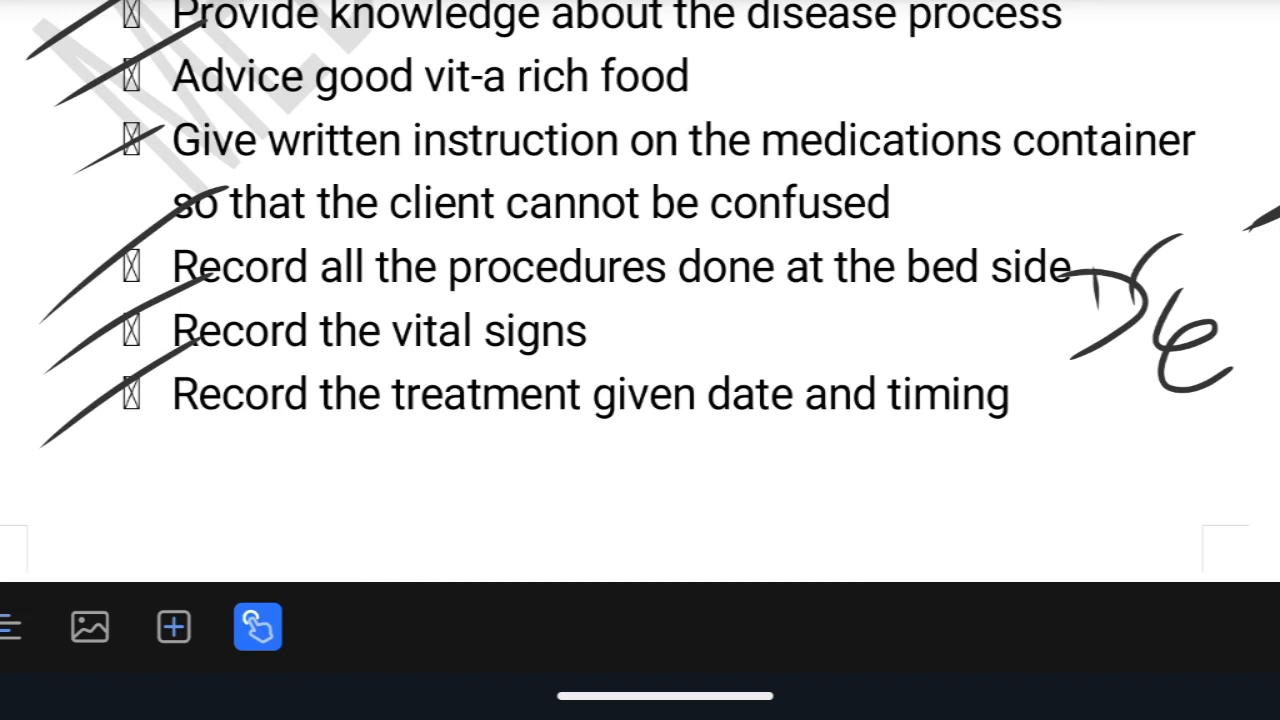 Provide knowledge about the disease process
Advice good vit-a rich food
Give written instruction on the medications container
so that the client cannot be confused
Record all the procedures done at the bed side
Record the vital signs
Record the treatment given date and timing